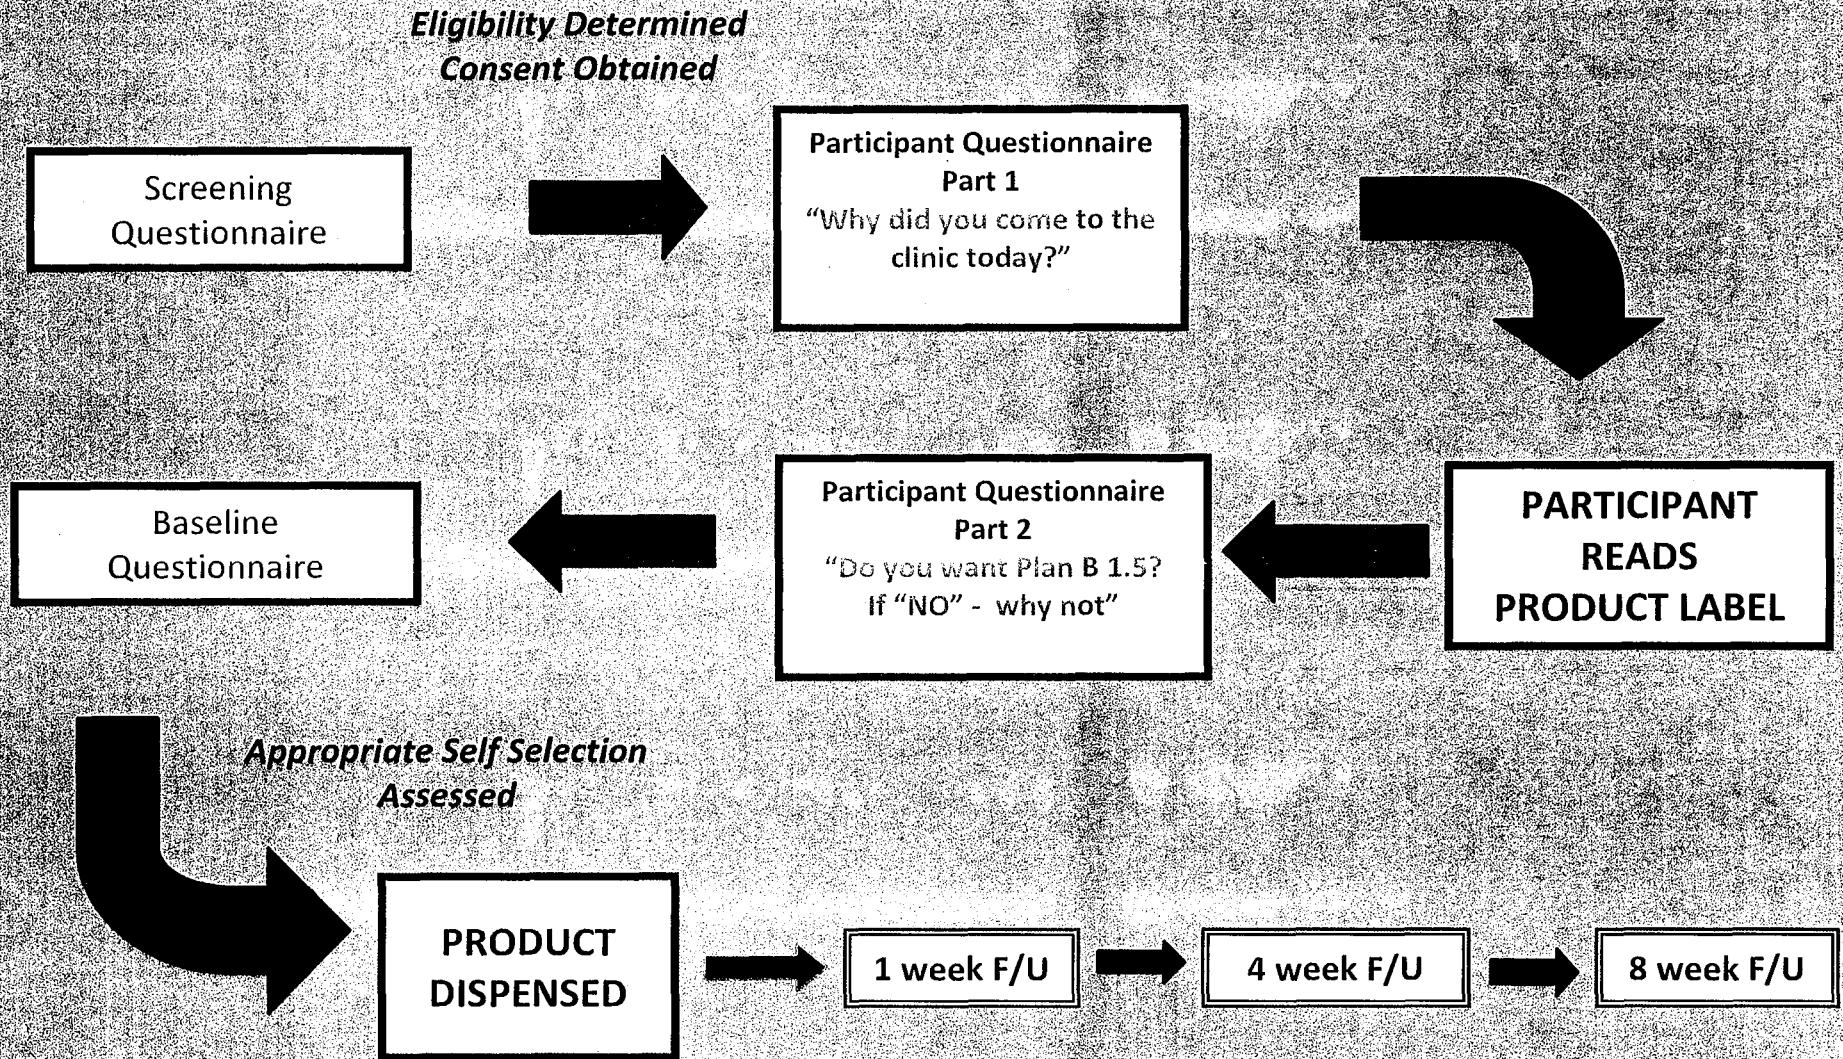 Eligibility Determined
Consent Obtained
Screening
Questionnaire
Participant Questionnaire
Part 1
“Why did you come to the
clinic today?”
PARTICIPANT
READS
PRODUCT LABEL
Participant Questionnaire
Part 2
“Do you want Plan B 1.5?
If “NO” - why not”
Baseline
Questionnaire
Appropriate Self Selection
Assessed
PRODUCT
DISPENSED
1 week F/U
4 week F/U
8 week F/U